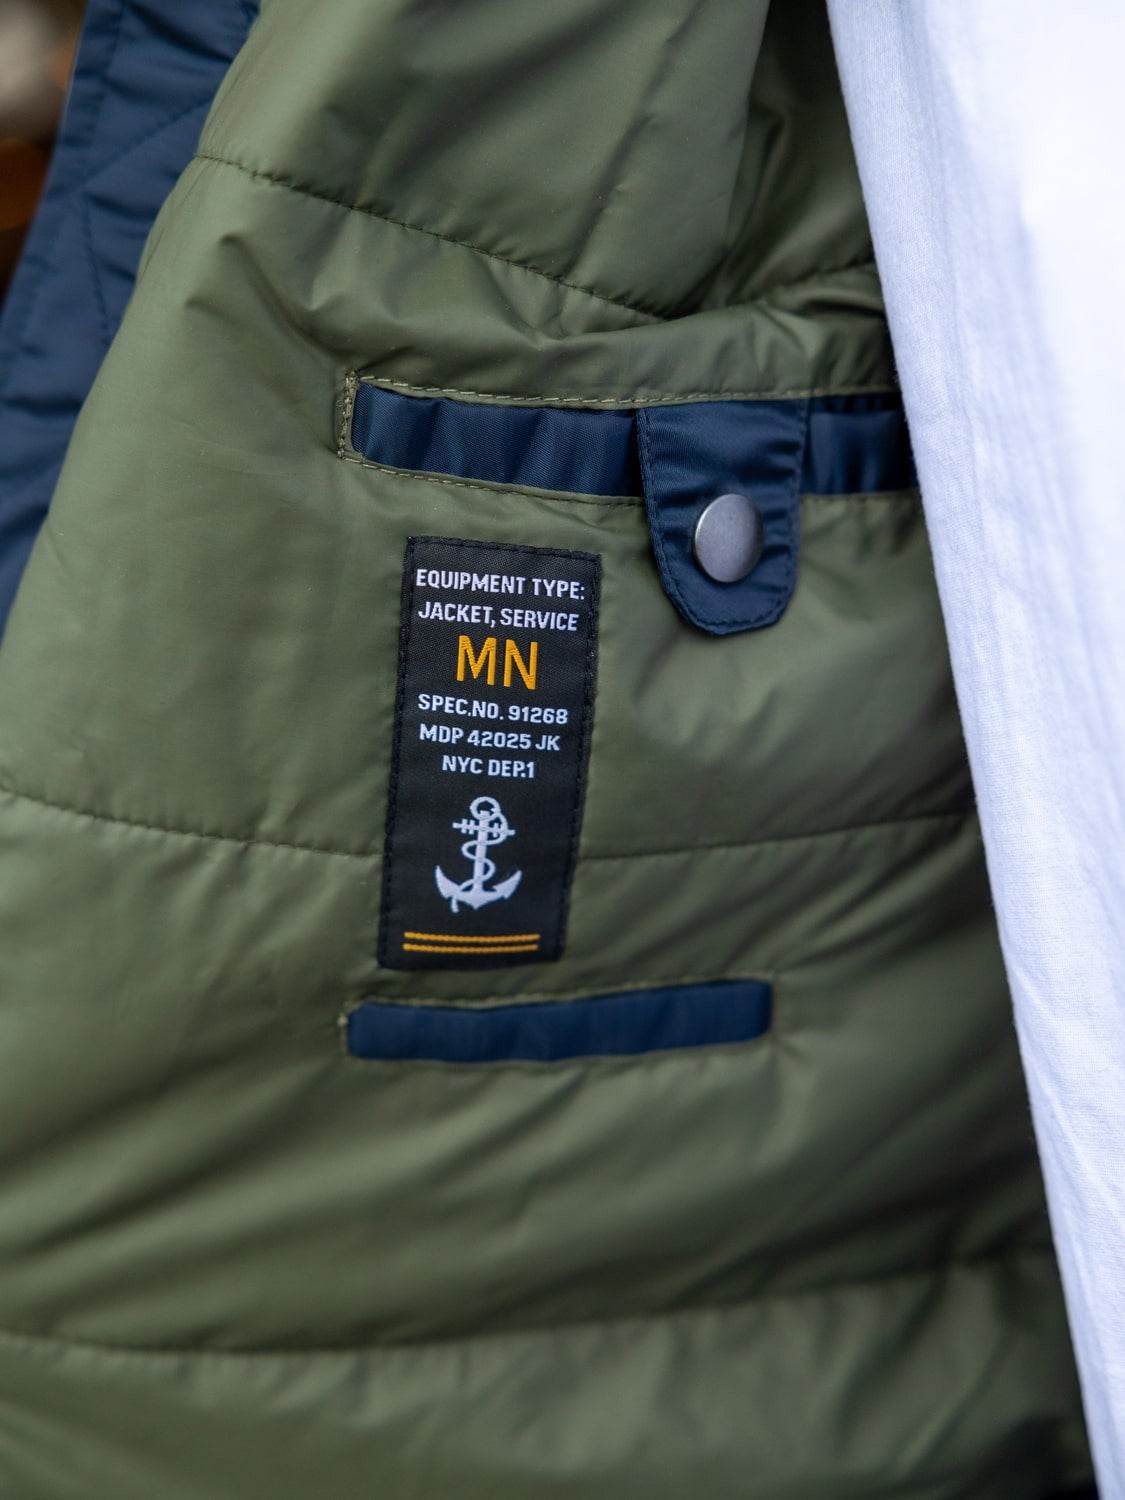 EQUIPMENT TYPE:
JACKET, SERVICE
MN
SPEC.NO. 91268
MDP 42025 JK
NYC DEP.1